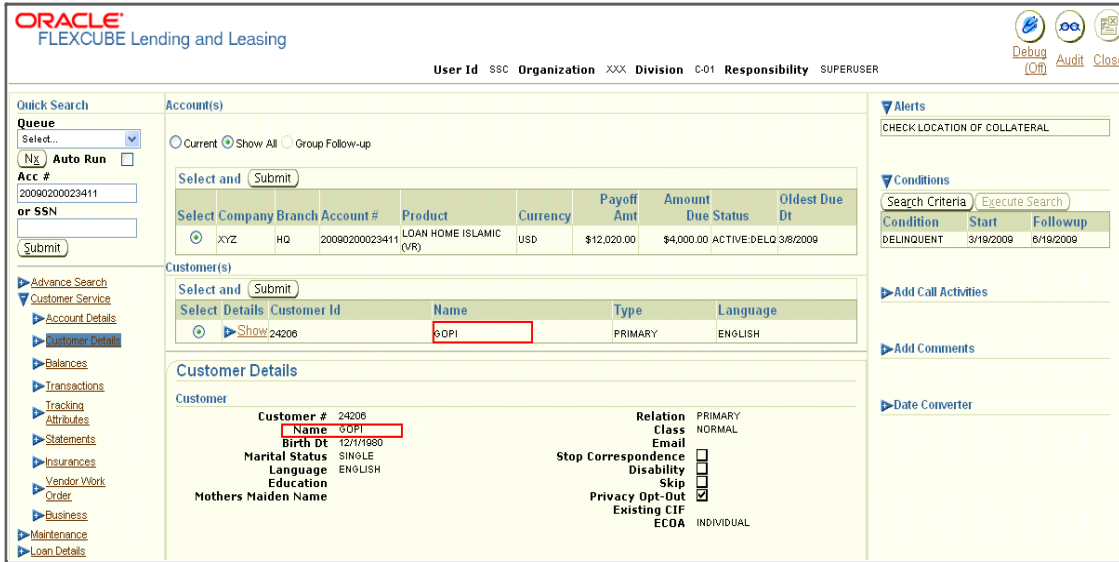 ORACLE®
FLEXCUBE Lending and Leasing
Debug (Off) Audit Close
User Id SSC Organization XXX Division C-01 Responsibility SUPERUSER
Quick Search
Queue
Select...
Nx Auto Run
Acc #
20090200023411
or SSN
Submit
Advance Search
Customer Service
Account Details
Customer Details
Balances
Transactions
Tracking
Attributes
Statements
Insurances
Vendor Work
Order
Business
Maintenance
Loan Details
Account(s)
Current Show All Group Follow-up
Select and Submit
Select Company Branch Account # Product Currency Payoff Amt Amount Due Status Oldest Due Dt
XYZ HQ 20090200023411 LOAN HOME ISLAMIC (VR) USD $12,020.00 $4,000.00 ACTIVE:DELQ 3/8/2009
Customer(s)
Select and Submit
Select Details Customer Id Name Type Language
Show 24206 GOPI PRIMARY ENGLISH
Customer Details
Customer
Customer # 24206
Name GOPI
Birth Dt 12/1/1980
Marital Status SINGLE
Language ENGLISH
Education
Mothers Maiden Name
Relation PRIMARY
Class NORMAL
Email
Stop Correspondence
Disability
Skip
Privacy Opt-Out
Existing CIF
ECOA INDIVIDUAL
Alerts
CHECK LOCATION OF COLLATERAL
Conditions
Search Criteria Execute Search
Condition Start Followup
DELINQUENT 3/19/2009 6/19/2009
Add Call Activities
Add Comments
Date Converter